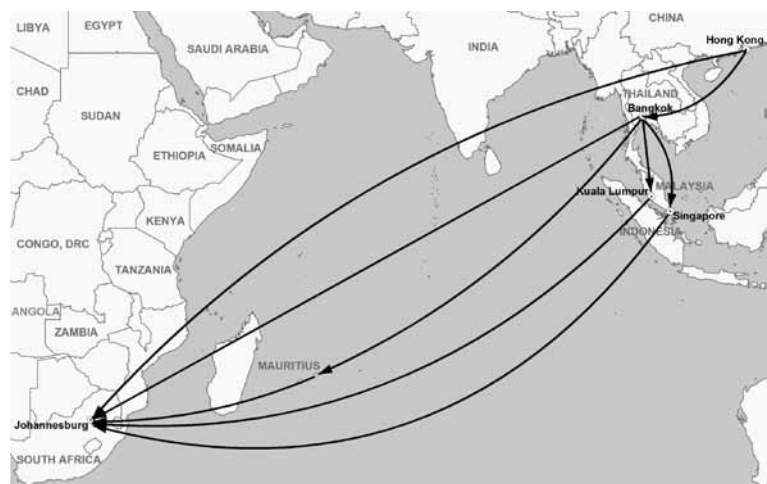 LIBYA
EGYPT
SAUDI ARABIA
INDIA
CHINA
Hong Kong
CHAD
SUDAN
THAILAND
Bangkok
ETHIOPIA
SOMALIA
KENYA
Kuala Lumpur
MALAYSIA
Singapore
INDONESIA
CONGO, DRC
TANZANIA
ANGOLA
ZAMBIA
MAURITIUS
Johannesburg
SOUTH AFRICA